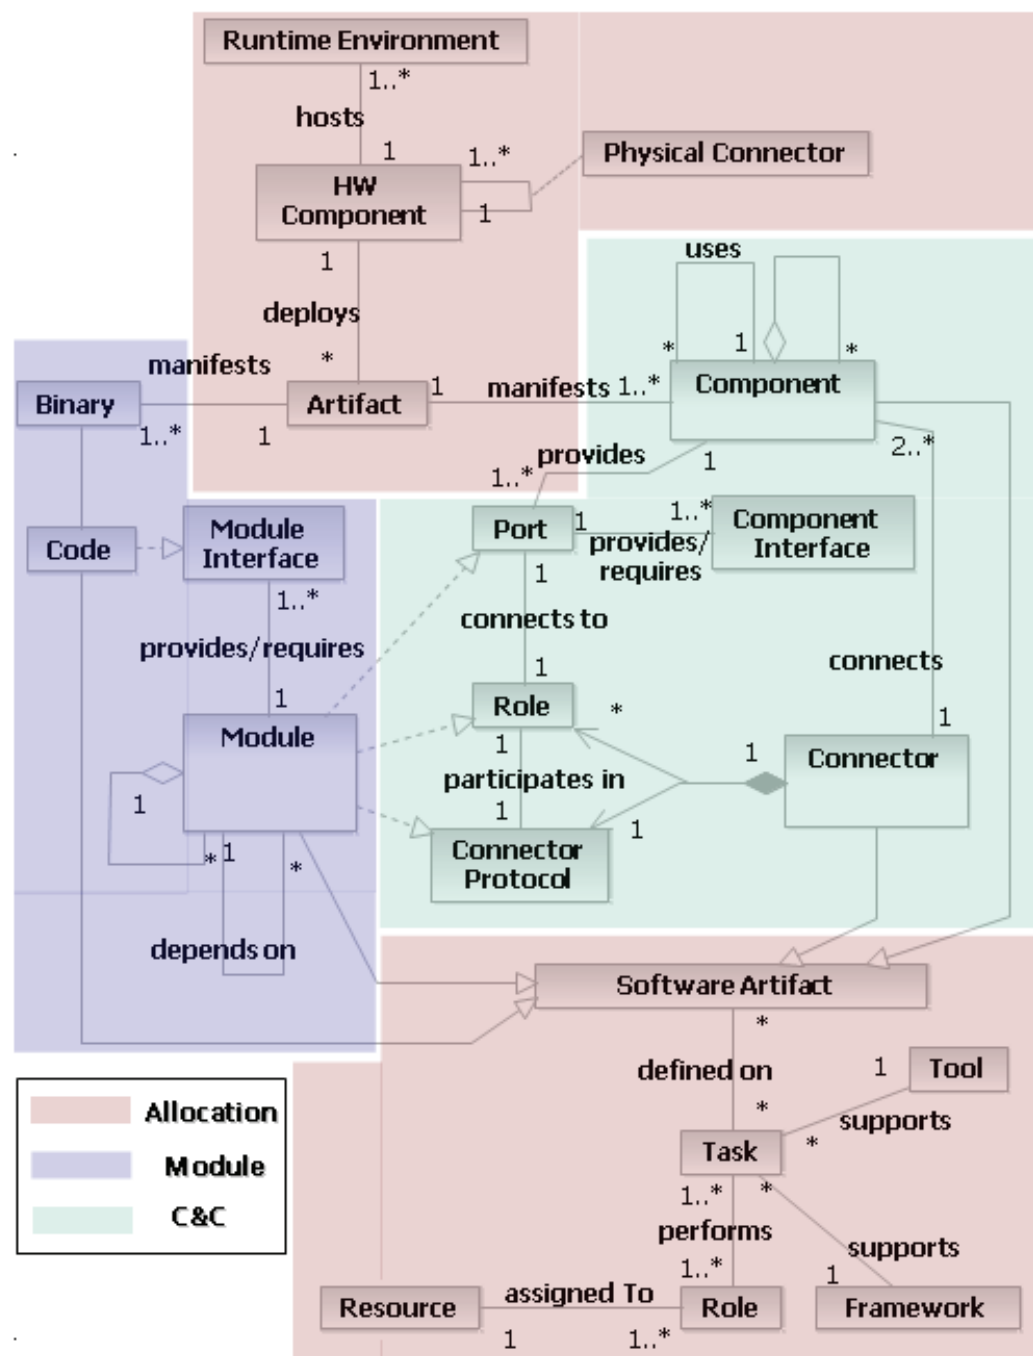 Runtime Environment
1..*
hosts
1
1..*
Physical Connector
HW
Component
1
1
uses
deploys
manifests
*
*
1
*
Binary
Artifact
1
manifests
1..*
Component
1..*
1
provides
1
2..*
1..*
Code
Module
Interface
Port
1
1..*
provides/
requires
Component
Interface
1..*
1
connects to
provides/requires
connects
1
1
Role
*
1
Module
1
1
Connector
participates in
1
1
1
*
1
*
Connector
Protocol
depends on
Software Artifact
*
defined on
1
Tool
*
supports
*
Allocation
Module
C&C
Task
1..*
*
performs
supports
1..*
1
assigned To
Resource
Role
Framework
1
1..*